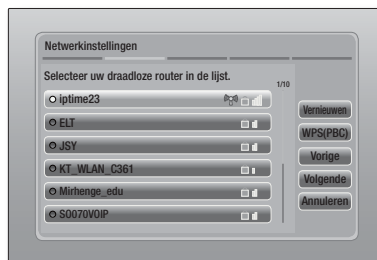 Netwerkinstellingen
Selecteer uw draadloze router in de lijst.
1/10
iptime23
ELT
JSY
KT_WLAN_C361
Mirhenge_edu
S0070VOIP
Vernieuwen
WPS(PBC)
Vorige
Volgende
Annuleren